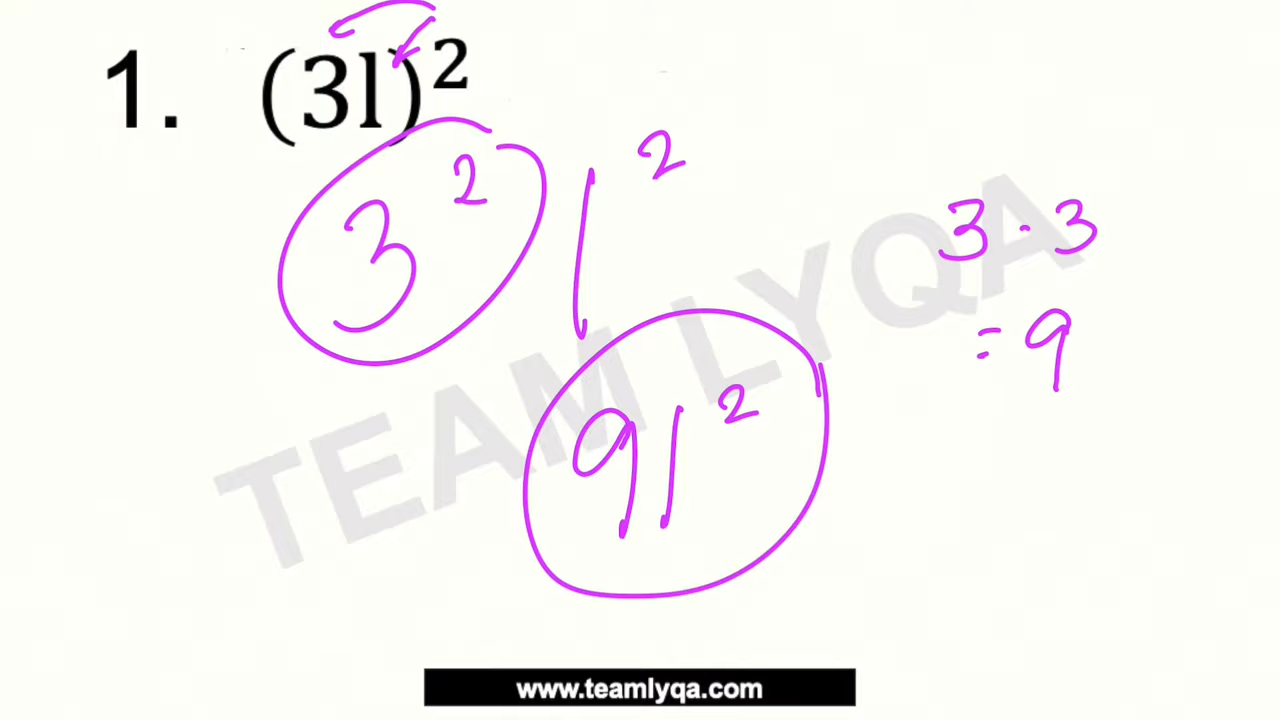 1. (3l)²
3² l²
3 · 3
= 9
9l²
TEAM LYQA
www.teamlyqa.com